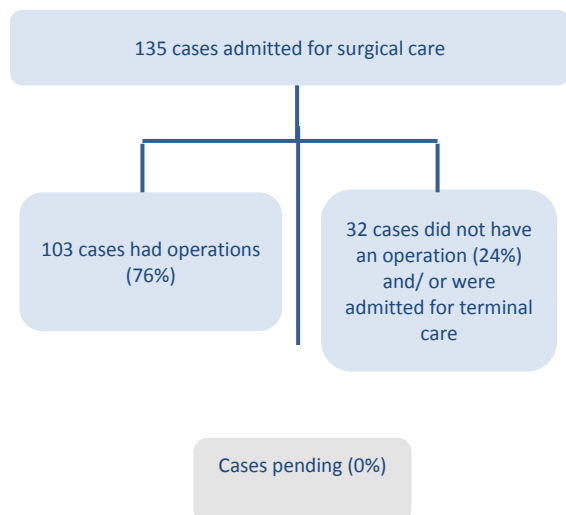 135 cases admitted for surgical care
103 cases had operations
(76%)
32 cases did not have
an operation (24%)
and/ or were
admitted for terminal
care
Cases pending (0%)